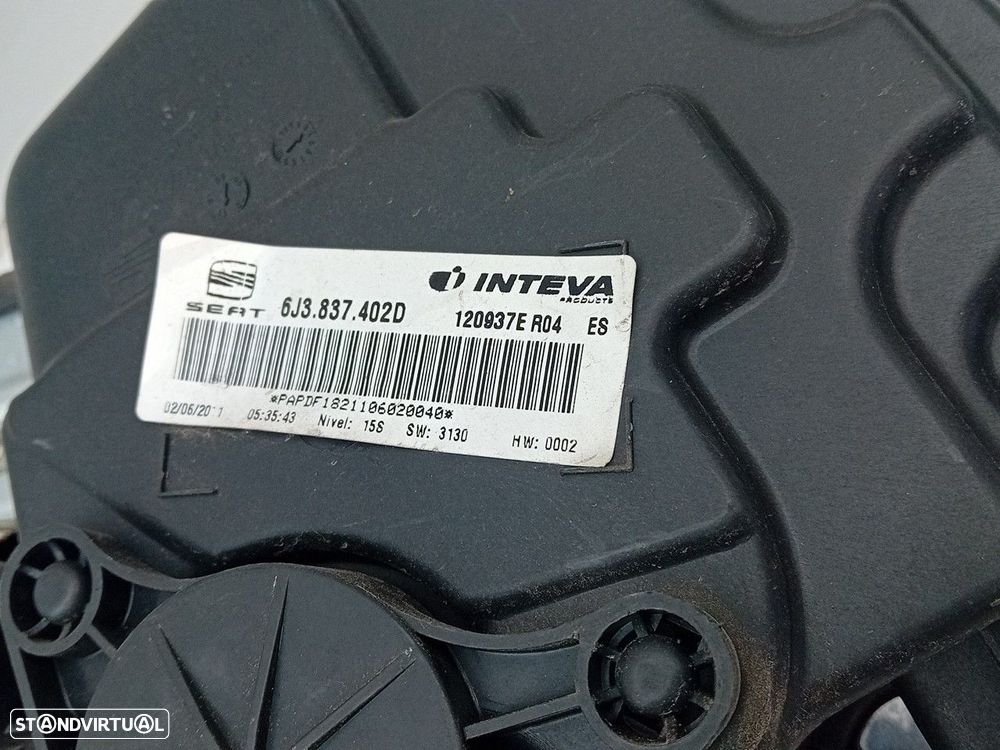 SEAT
6J3.837.402D
INTEVA
PRODUCTS
120937E R04 ES
*PAPDF1821106020040*
02/06/2011 05:35:43 Nivel: 15S SW: 3130 HW: 0002
STANDVIRTUAL